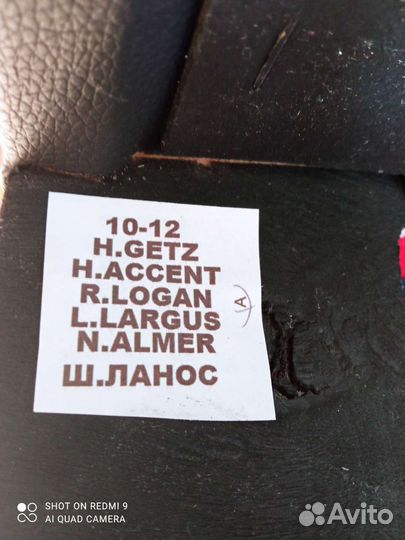 10-12
H.GETZ
H.ACCENT
R.LOGAN
L.LARGUS
N.ALMER
Ш.ЛАНОС
A
SHOT ON REDMI 9
AI QUAD CAMERA
Avito